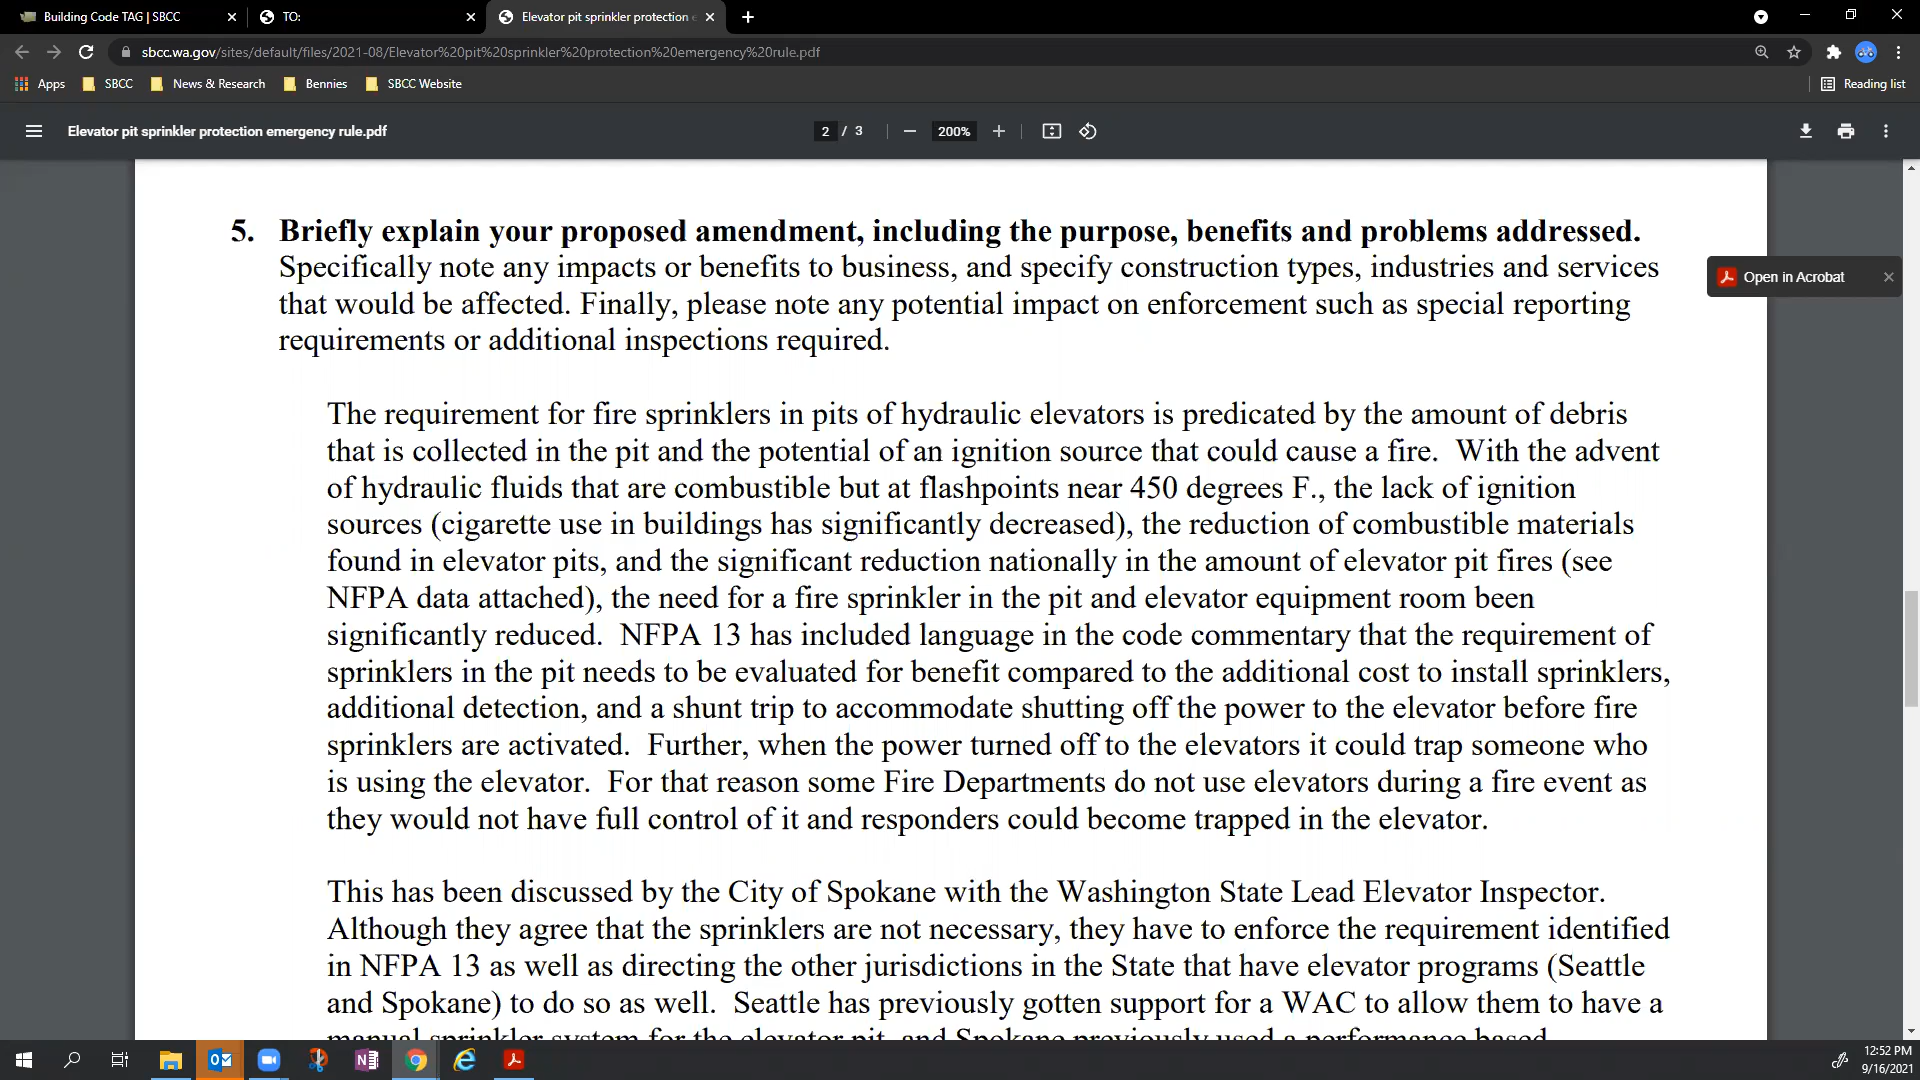 Building Code TAG | SBCC
TO:
Elevator pit sprinkler protection
sbcc.wa.gov/sites/default/files/2021-08/Elevator%20pit%20sprinkler%20protection%20emergency%20rule.pdf
Apps SBCC News & Research Bennies SBCC Website Reading list
Elevator pit sprinkler protection emergency rule.pdf 2 / 3 200%
5. Briefly explain your proposed amendment, including the purpose, benefits and problems addressed.
Specifically note any impacts or benefits to business, and specify construction types, industries and services
that would be affected. Finally, please note any potential impact on enforcement such as special reporting
requirements or additional inspections required.
Open in Acrobat
The requirement for fire sprinklers in pits of hydraulic elevators is predicated by the amount of debris
that is collected in the pit and the potential of an ignition source that could cause a fire. With the advent
of hydraulic fluids that are combustible but at flashpoints near 450 degrees F., the lack of ignition
sources (cigarette use in buildings has significantly decreased), the reduction of combustible materials
found in elevator pits, and the significant reduction nationally in the amount of elevator pit fires (see
NFPA data attached), the need for a fire sprinkler in the pit and elevator equipment room been
significantly reduced. NFPA 13 has included language in the code commentary that the requirement of
sprinklers in the pit needs to be evaluated for benefit compared to the additional cost to install sprinklers,
additional detection, and a shunt trip to accommodate shutting off the power to the elevator before fire
sprinklers are activated. Further, when the power turned off to the elevators it could trap someone who
is using the elevator. For that reason some Fire Departments do not use elevators during a fire event as
they would not have full control of it and responders could become trapped in the elevator.
This has been discussed by the City of Spokane with the Washington State Lead Elevator Inspector.
Although they agree that the sprinklers are not necessary, they have to enforce the requirement identified
in NFPA 13 as well as directing the other jurisdictions in the State that have elevator programs (Seattle
and Spokane) to do so as well. Seattle has previously gotten support for a WAC to allow them to have a
manual sprinkler system for the elevator pit, and Spokane previously used a performance based
12:52 PM
9/16/2021